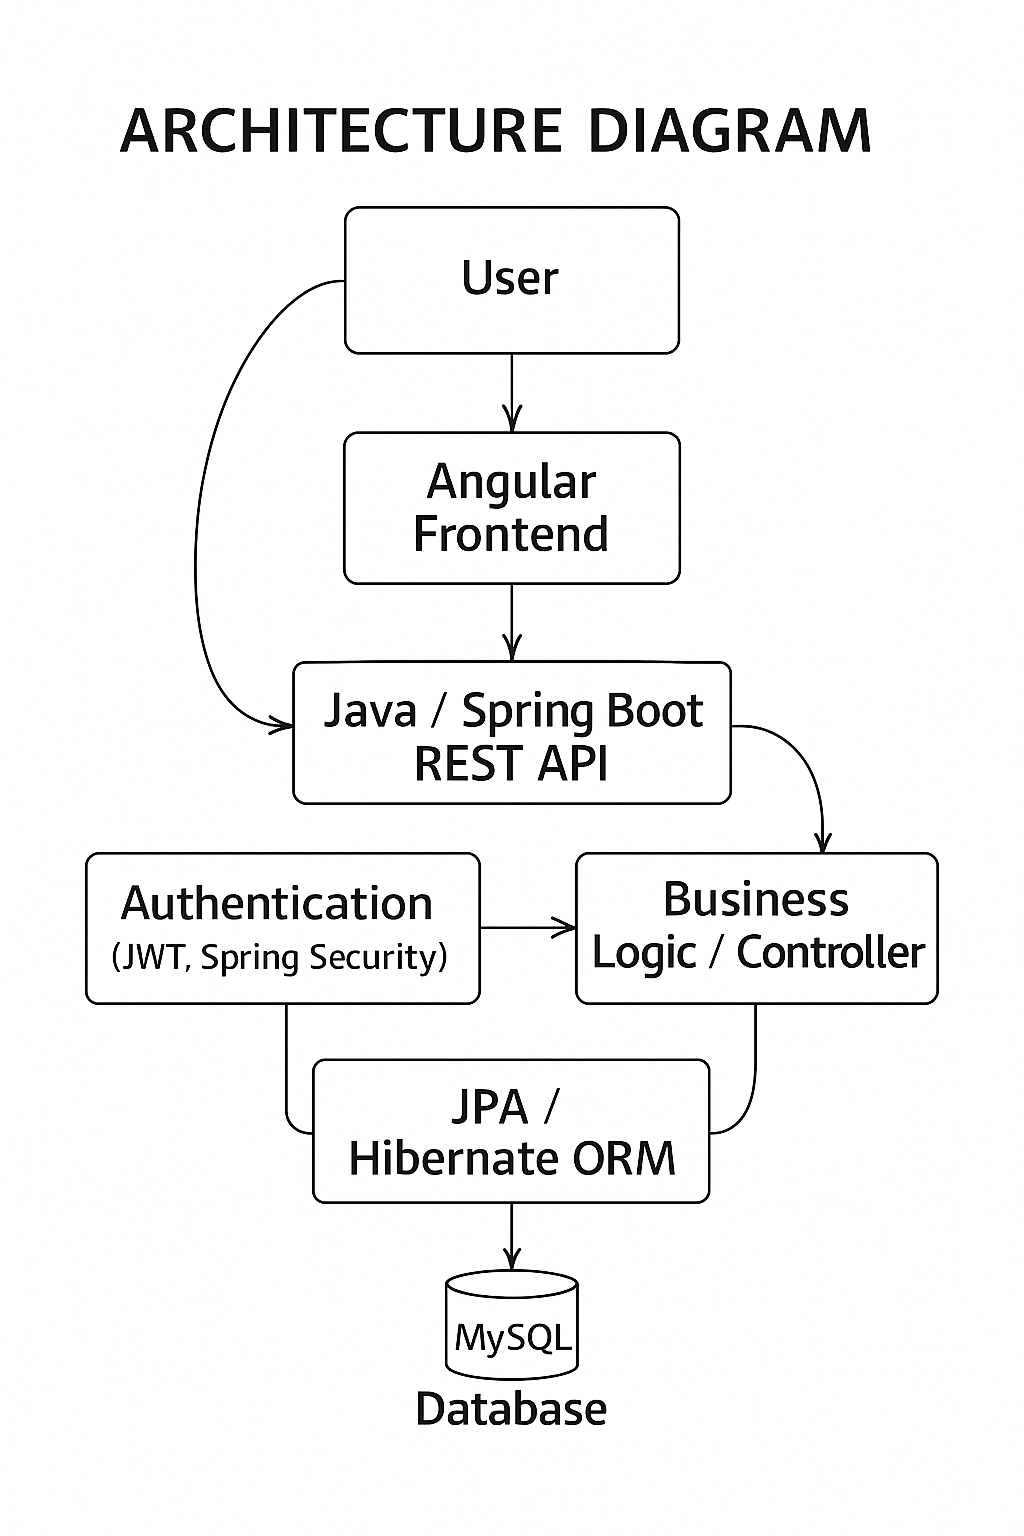 ARCHITECTURE DIAGRAM
User
Angular
Frontend
Java / Spring Boot
REST API
Authentication
(JWT, Spring Security)
Business
Logic / Controller
JPA /
Hibernate ORM
MySQL
Database